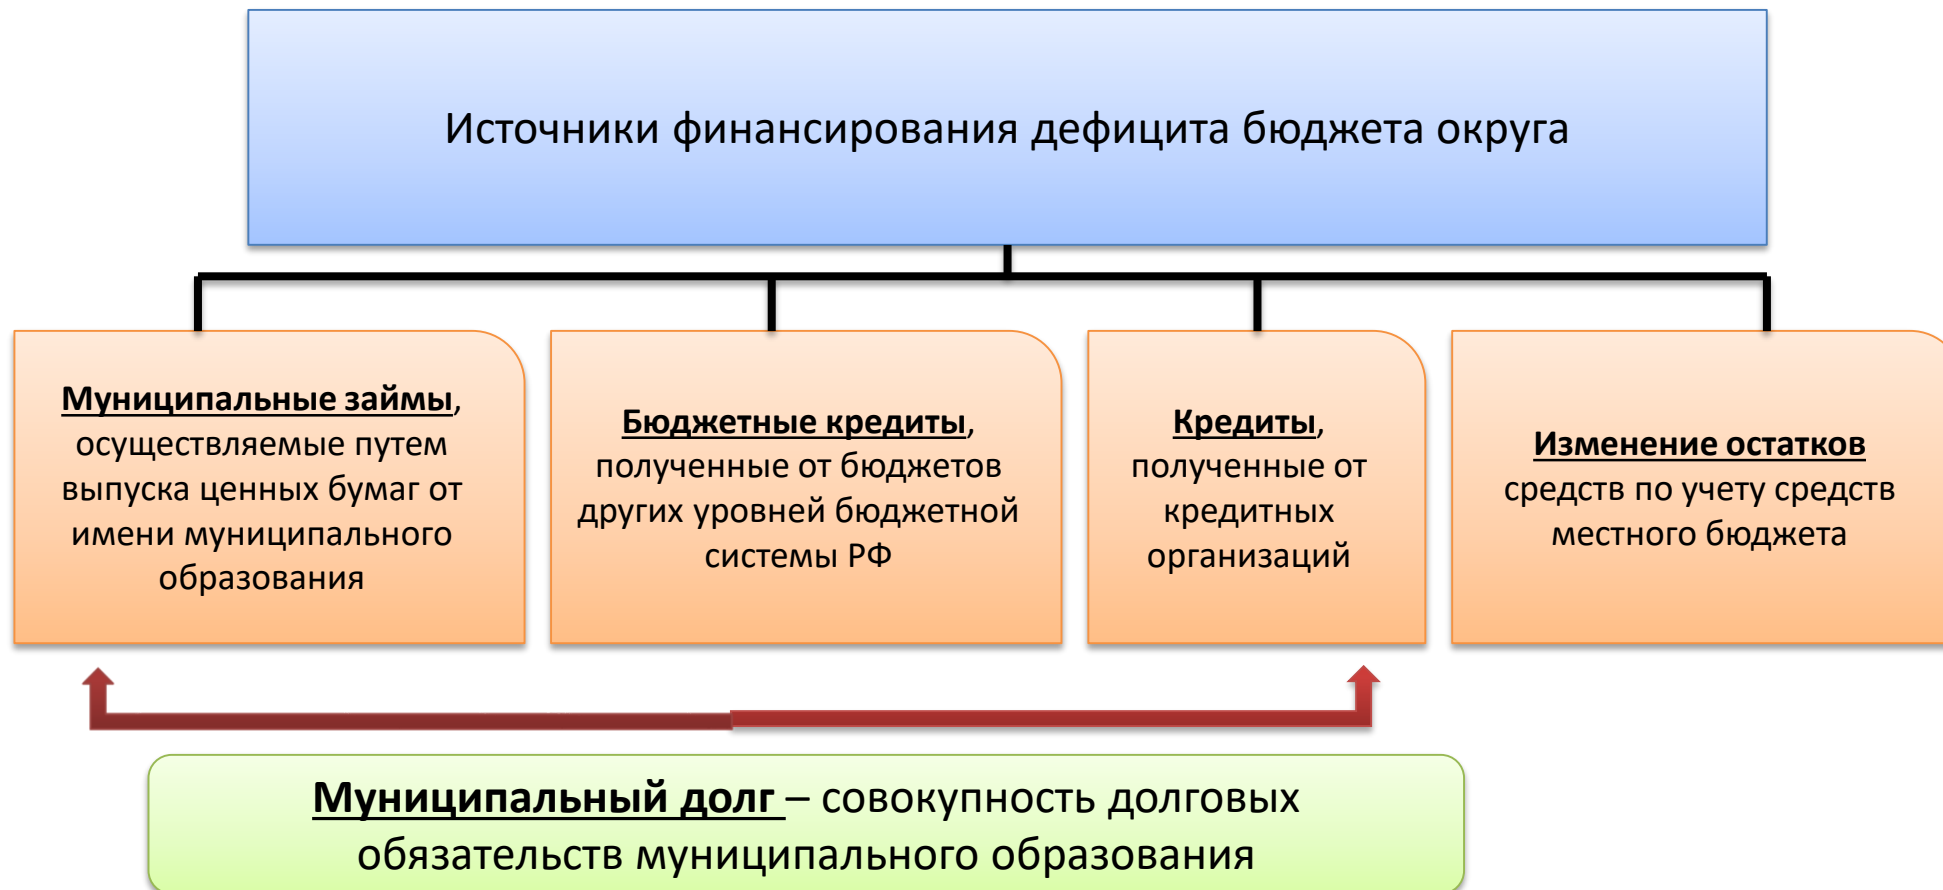 Источники финансирования дефицита бюджета округа
Муниципальные займы,
осуществляемые путем
выпуска ценных бумаг от
имени муниципального
образования
Бюджетные кредиты,
полученные от бюджетов
других уровней бюджетной
системы РФ
Кредиты,
полученные от
кредитных
организаций
Изменение остатков
средств по учету средств
местного бюджета
Муниципальный долг – совокупность долговых
обязательств муниципального образования